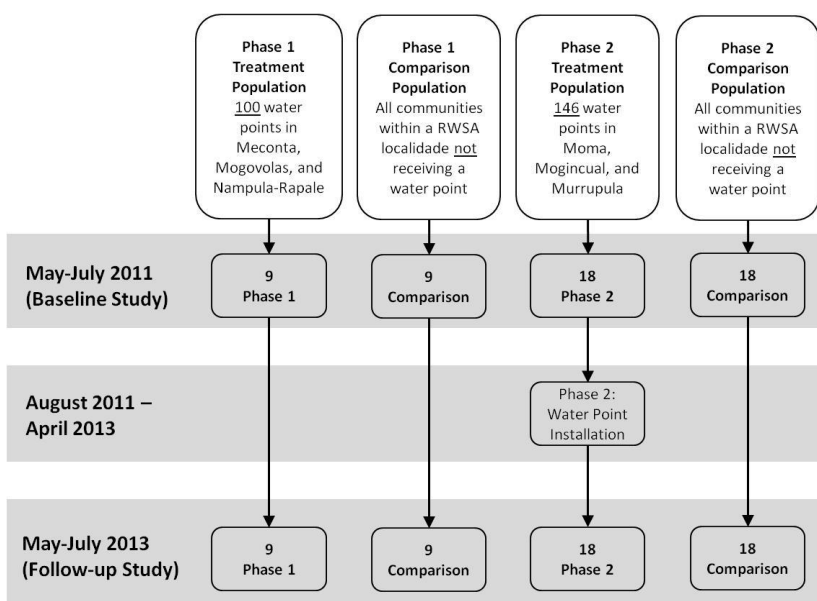 Phase 1
Treatment
Population
100 water
points in
Meconta,
Mogovolas, and
Nampula-Rapale
Phase 1
Comparison
Population
All communities
within a RWSA
localidade not
receiving a
water point
Phase 2
Treatment
Population
146 water
points in
Moma,
Mogincual, and
Murrupula
Phase 2
Comparison
Population
All communities
within a RWSA
localidade not
receiving a
water point
May-July 2011
(Baseline Study)
9
Phase 1
9
Comparison
18
Phase 2
18
Comparison
August 2011 –
April 2013
Phase 2:
Water Point
Installation
May-July 2013
(Follow-up Study)
9
Phase 1
9
Comparison
18
Phase 2
18
Comparison